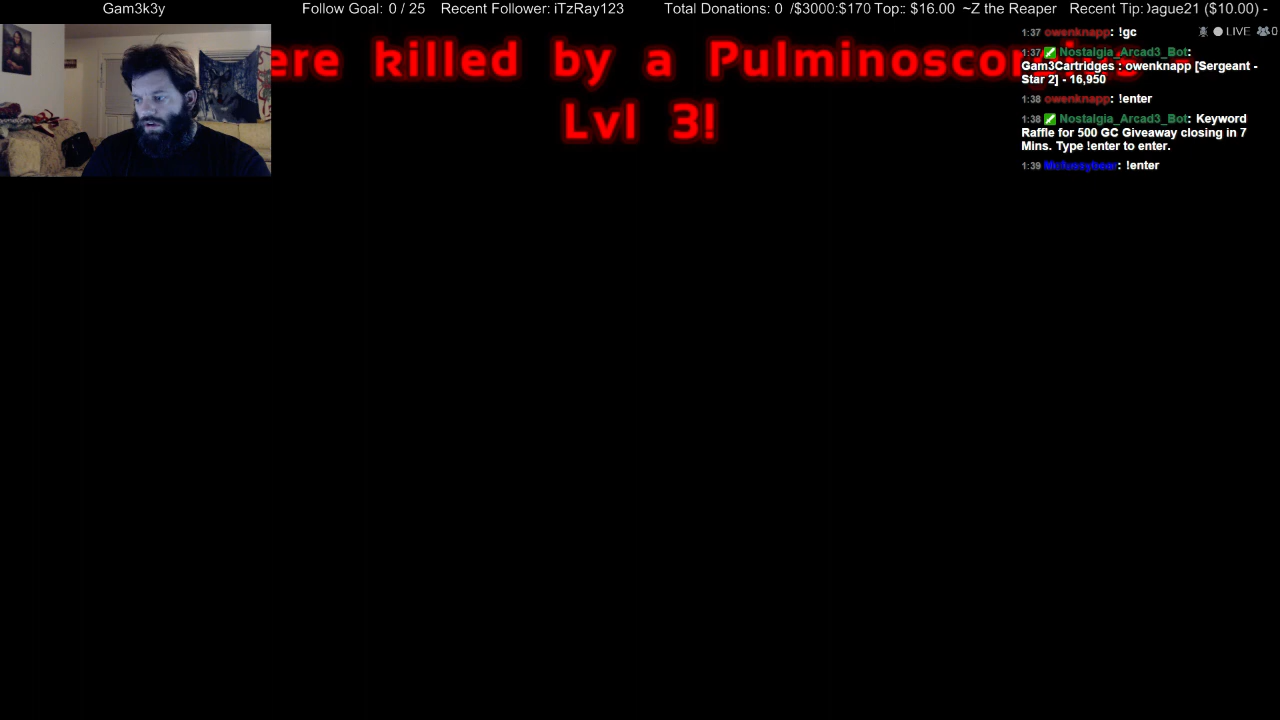 Gam3k3y Follow Goal: 0 / 25 Recent Follower: iTzRay123 Total Donations: 0 /$3000:$170 Top:: $16.00 ~Z the Reaper Recent Tip: ague21 ($10.00) -
ere killed by a Pulminoscor
Lvl 3!
LIVE 0
1:37 owenknapp: !gc
1:37 Nostalgia_Arcad3_Bot:
Gam3Cartridges : owenknapp [Sergeant -
Star 2] - 16,950
1:38 owenknapp: !enter
1:38 Nostalgia_Arcad3_Bot: Keyword
Raffle for 500 GC Giveaway closing in 7
Mins. Type !enter to enter.
1:39 : !enter